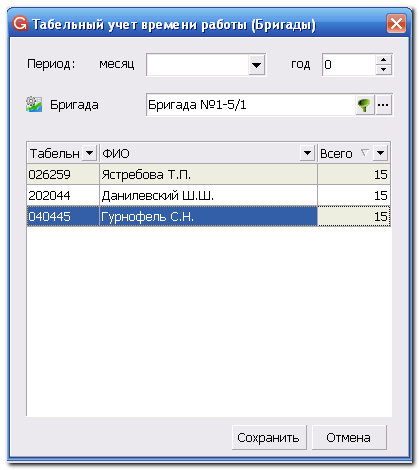 G Табельный учет времени работы (Бригады)
Период: месяц год 0
Бригада Бригада №1-5/1 ...
Табельн ФИО Всего
026259 Ястребова Т.П. 15
202044 Данилевский Ш.Ш. 15
040445 Гурнофель С.Н. 15
Сохранить Отмена